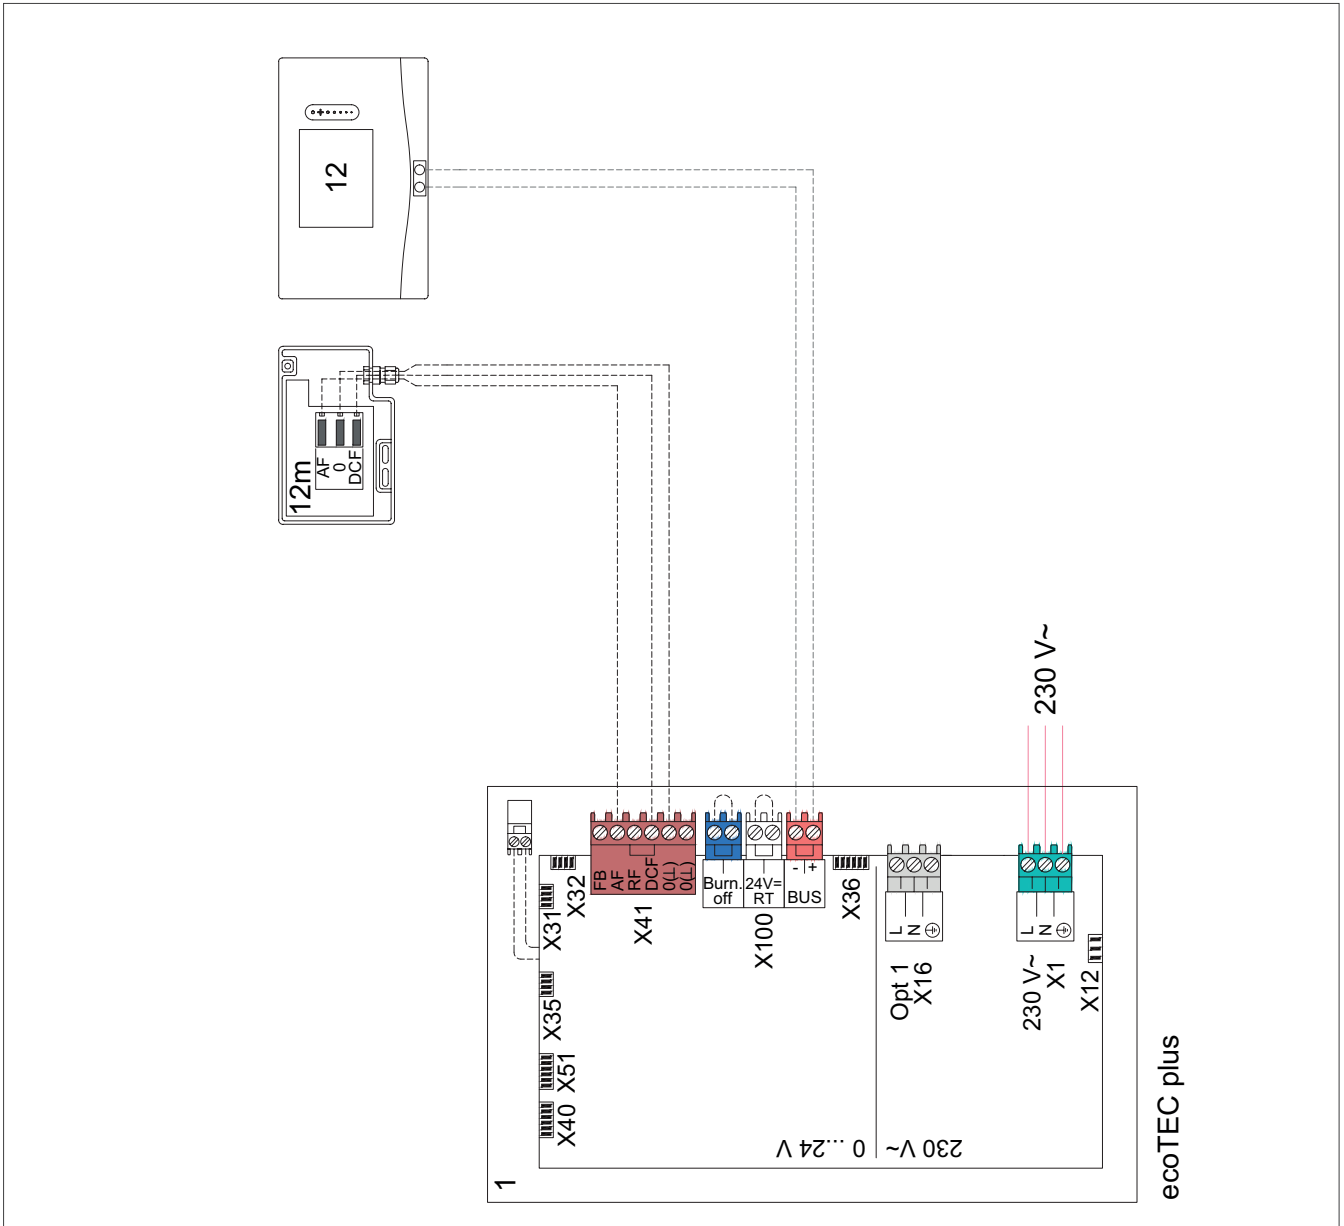 12
12m
AF
0
DCF
230 V~
1
X32
X31
X35
X51
X40
FB
AF
RF
DCF
0(L)
0(L)
X41
Burn.
off
24V=
RT
X100
- +
BUS
X36
L
N
Opt 1
X16
L
N
230 V~
X1
X12
230 V~
0...24 V
ecoTEC plus